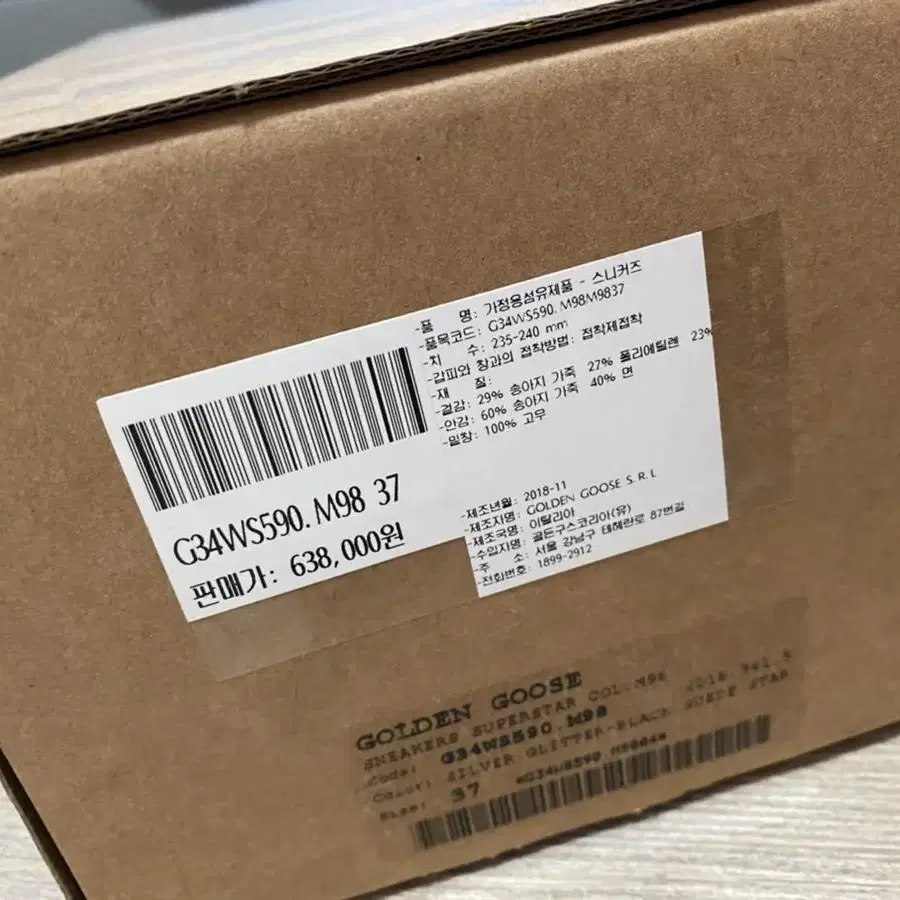 G34WS590.M98 37
판매가: 638,000원
-품 명: 가정용섬유제품 - 스니커즈
-품목코드: G34WS590.M98M9837
-치 수: 235-240 mm
-갑피와 창과의 접착방법: 접착제접착
-재 질:
-겉감: 29% 송아지 가죽 27% 폴리에틸렌 23%
-안감: 60% 송아지 가죽 40% 면
-밑창: 100% 고무
-제조년월: 2018-11
-제조자명: GOLDEN GOOSE S.R.L
-제조국명: 이탈리아
-수입자명: 골든구스코리아(유)
-주 소: 서울 강남구 테헤란로 87번길
-전화번호: 1899-2912
GOLDEN GOOSE
SNEAKERS SUPERSTAR COL.M98
Code: G34WS590.M98
Color: SILVER GLITTER-BLACK SUEDE STAR
Size: 37